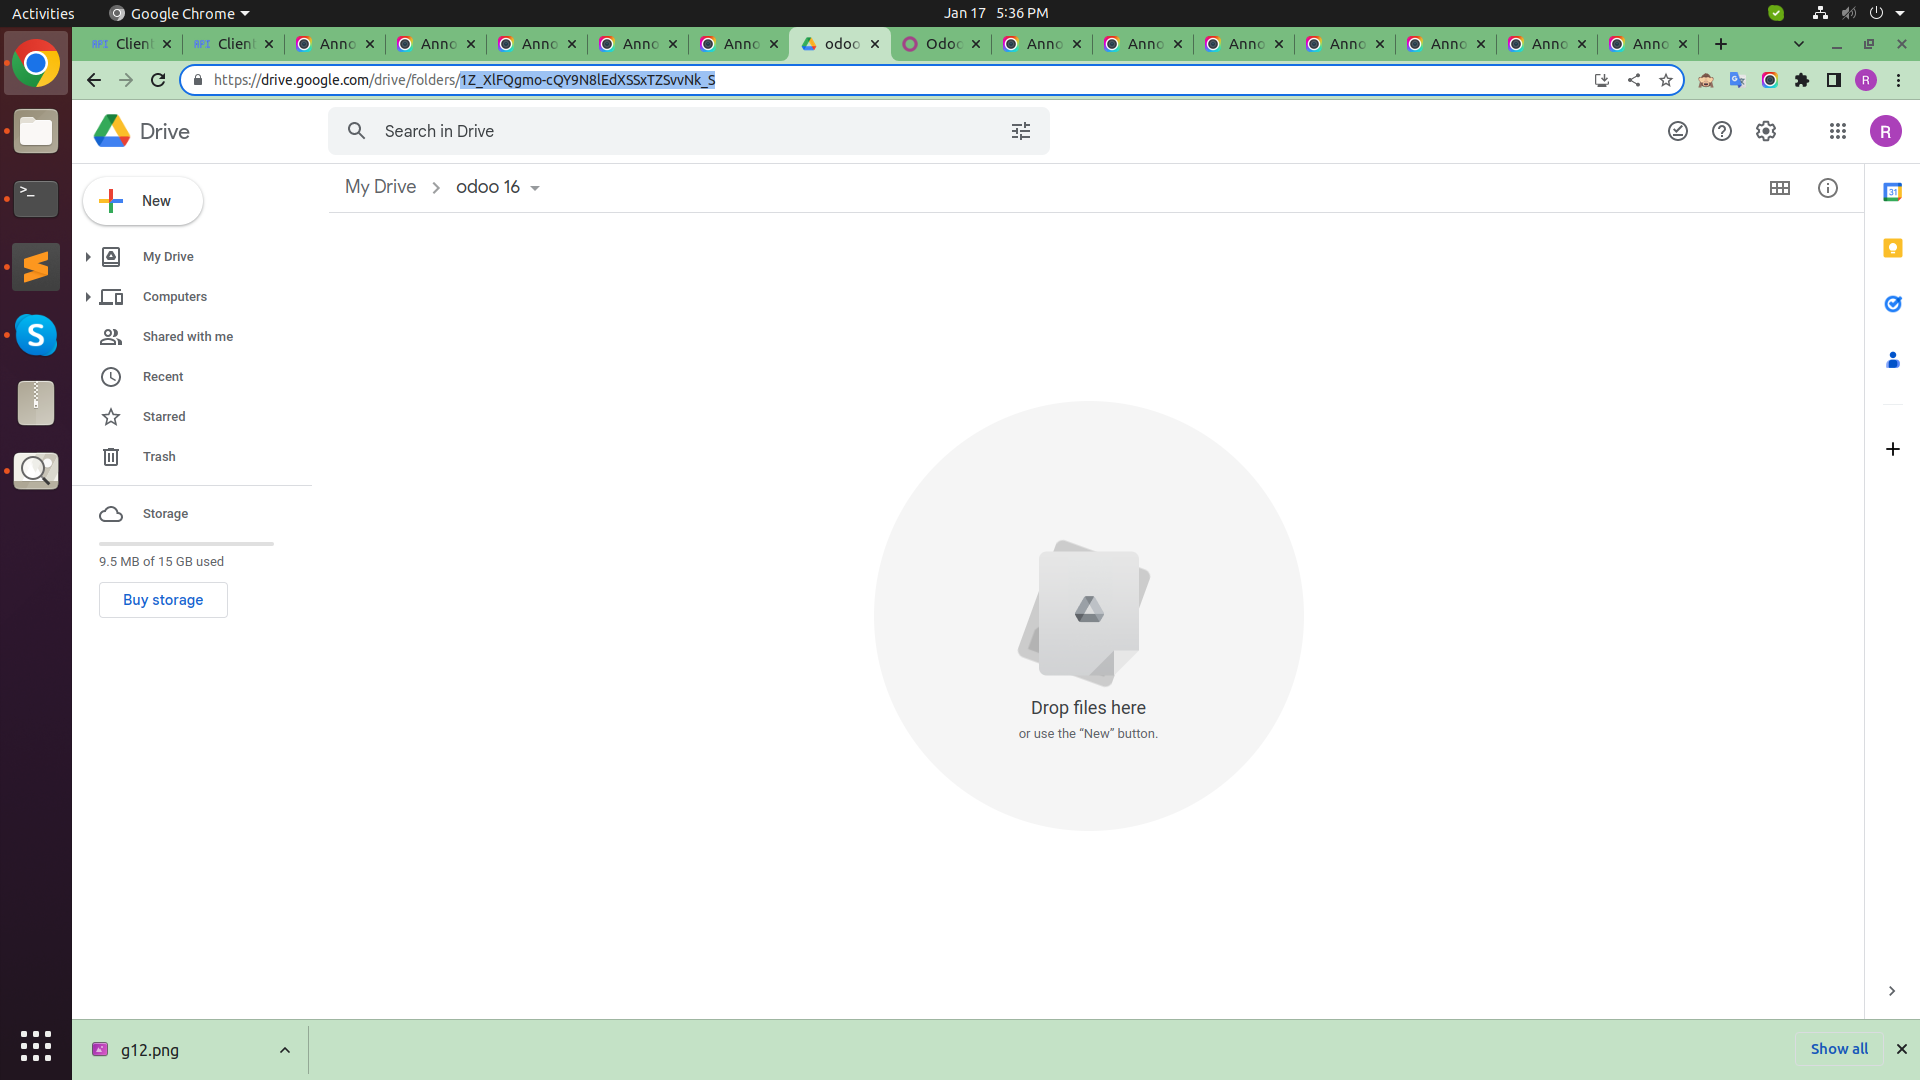 Activities
Google Chrome
Jan 17 5:36 PM
API Client
API Client
Anno
Anno
Anno
Anno
Anno
odoo
Odoo
Anno
Anno
Anno
Anno
Anno
Anno
Anno
https://drive.google.com/drive/folders/1Z_XlFQgmo-cQY9N8lEdXSSxTZSvvNk_S
R
Drive
Search in Drive
R
New
My Drive
odoo 16
31
My Drive
Computers
Shared with me
Recent
Starred
Trash
Storage
9.5 MB of 15 GB used
Buy storage
Drop files here
or use the “New” button.
g12.png
Show all